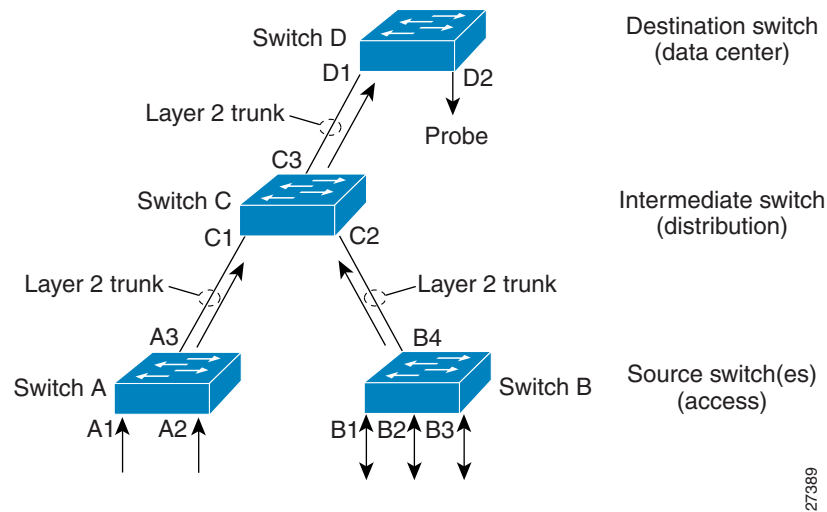 Switch D
Destination switch
(data center)
D1
D2
Layer 2 trunk
Probe
C3
Switch C
Intermediate switch
(distribution)
C1
C2
Layer 2 trunk
Layer 2 trunk
A3
B4
Switch A
Switch B
Source switch(es)
(access)
A1
A2
B1
B2
B3
27389